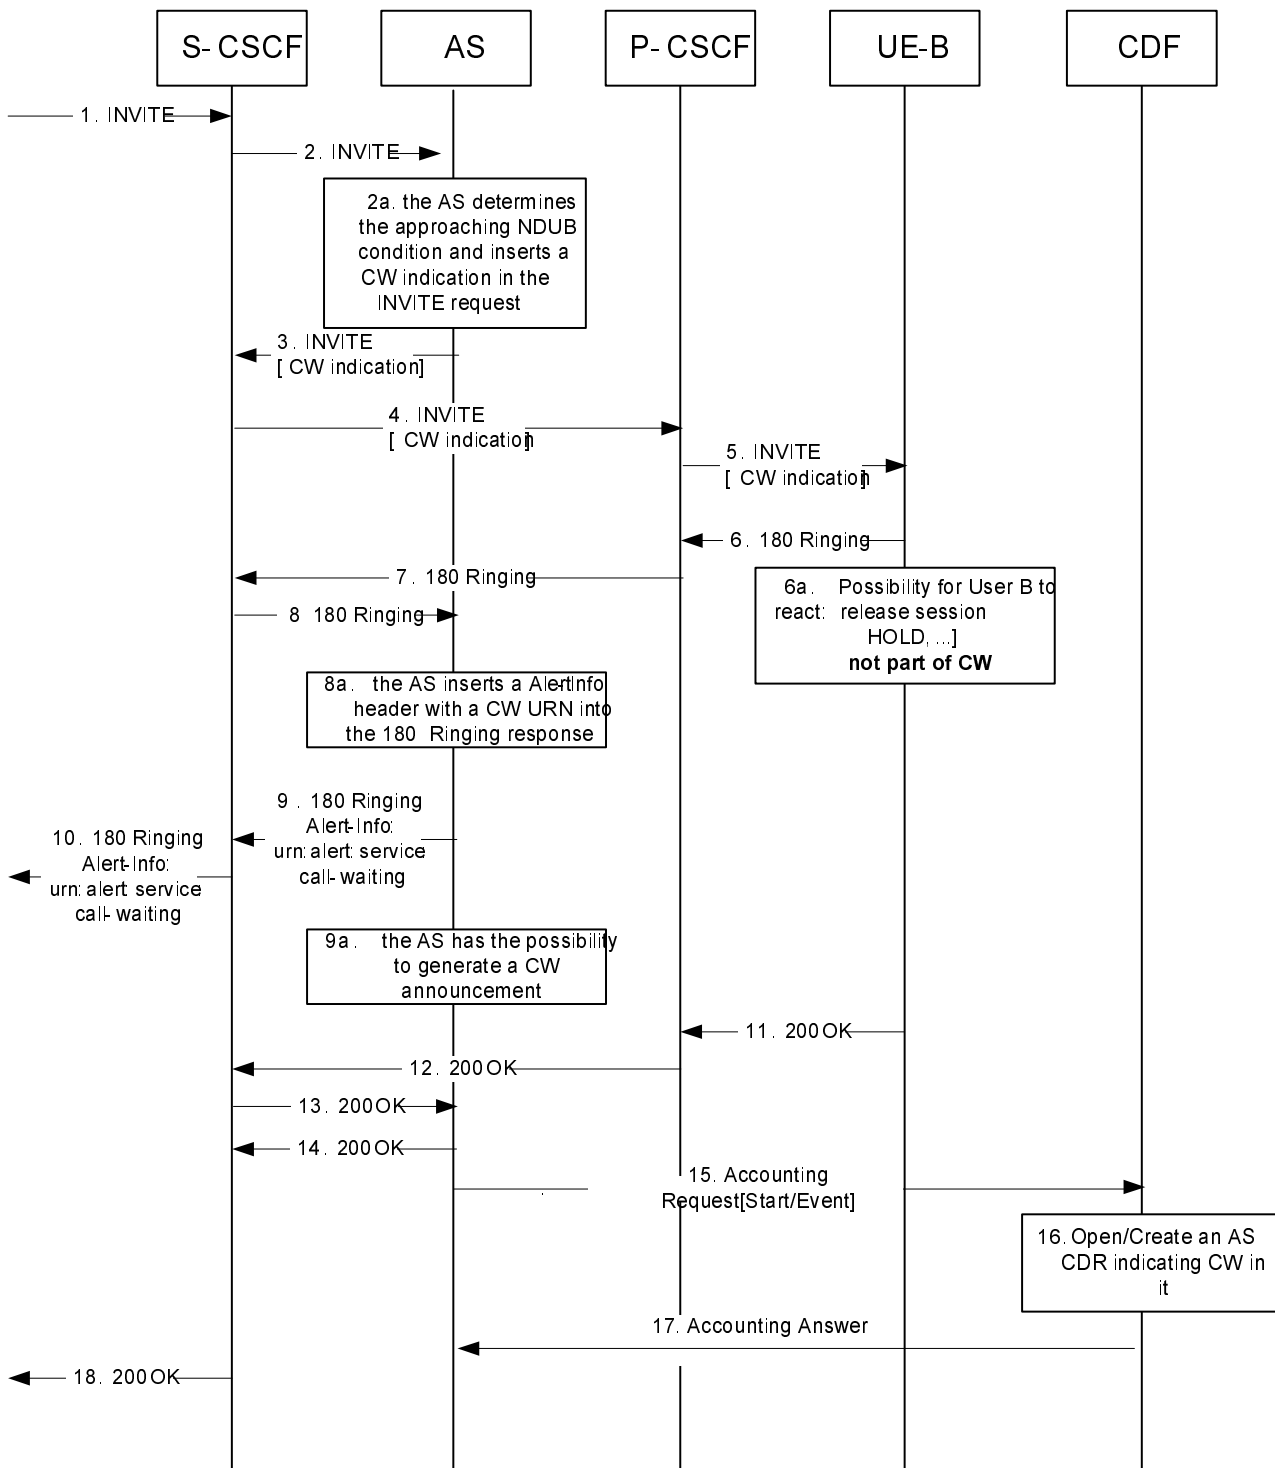 S-CSCF
AS
P-CSCF
UE-B
CDF
1. INVITE
2. INVITE
2a. the AS determines
the approaching NDUB
condition and inserts a
CW indication in the
INVITE request
3. INVITE
[ CW indication]
4. INVITE
[ CW indication]
5. INVITE
[ CW indication]
6. 180 Ringing
7. 180 Ringing
6a. Possibility for User B to
react: release session
HOLD, ...]
not part of CW
8 180 Ringing
8a. the AS inserts a Alert-Info
header with a CW URN into
the 180 Ringing response
9 . 180 Ringing
Alert-Info:
urn:alert: service
call-waiting
10. 180 Ringing
Alert-Info:
urn:alert service
call-waiting
9a. the AS has the possibility
to generate a CW
announcement
11. 200 OK
12. 200 OK
13. 200 OK
14. 200 OK
15. Accounting
Request[Start/Event]
16. Open/Create an AS
CDR indicating CW in
it
17. Accounting Answer
18. 200 OK